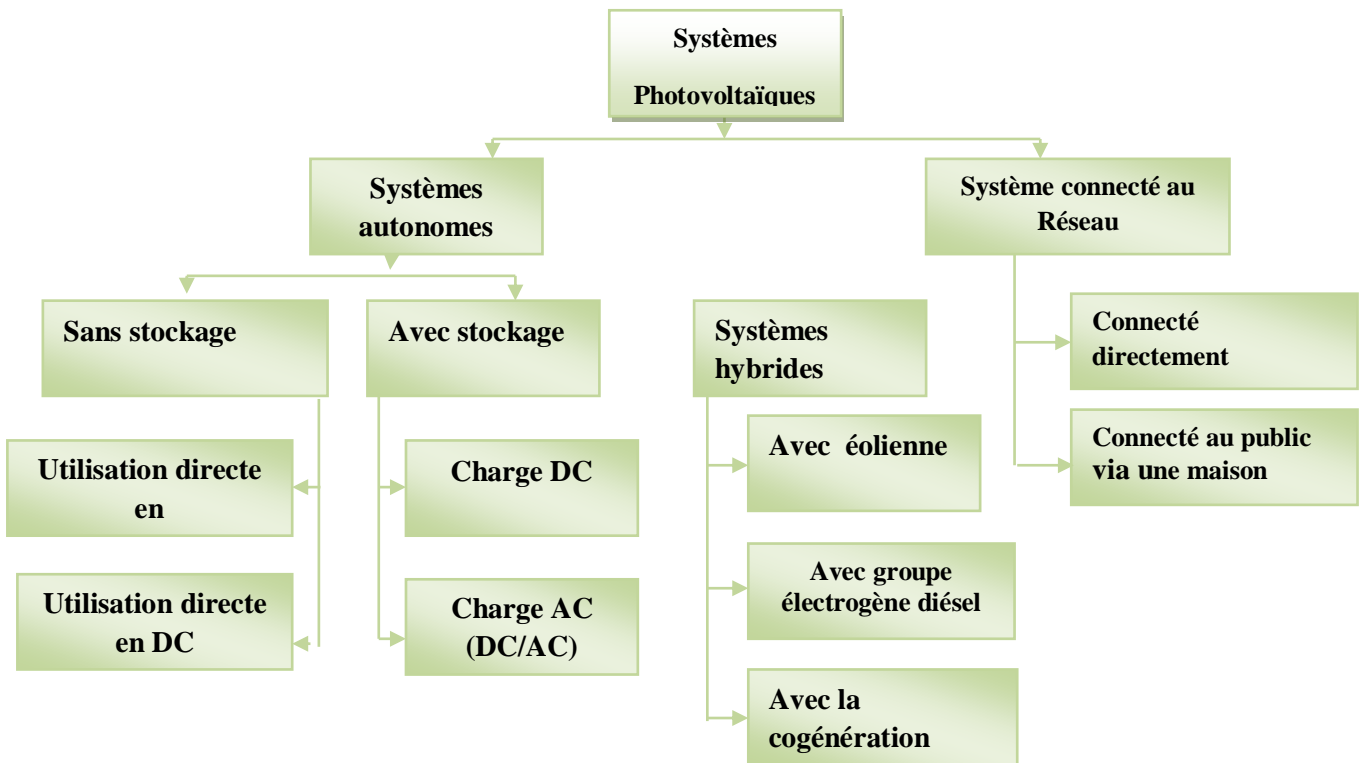 Systèmes
Photovoltaïques
Systèmes
autonomes
Système connecté au
Réseau
Sans stockage
Avec stockage
Systèmes
hybrides
Connecté
directement
Connecté au public
via une maison
Utilisation directe
en
Utilisation directe
en DC
Charge DC
Charge AC
(DC/AC)
Avec éolienne
Avec groupe
électrogène diésel
Avec la
cogénération